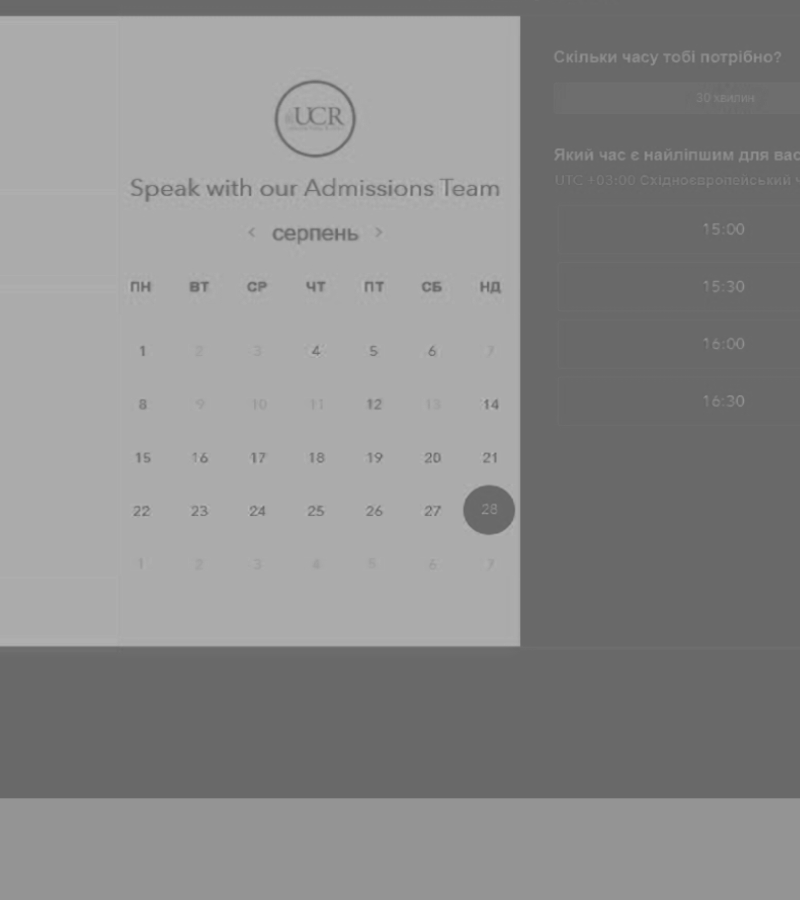 UCR
Speak with our Admissions Team
‹ серпень ›
ПН ВТ СР ЧТ ПТ СБ НД
1 2 3 4 5 6 7
8 9 10 11 12 13 14
15 16 17 18 19 20 21
22 23 24 25 26 27 28
1 2 3 4 5 6 7
Скільки часу тобі потрібно?
30 хвилин
Який час є найліпшим для вас
UTC +03:00 Східноєвропейський ч
15:00
15:30
16:00
16:30